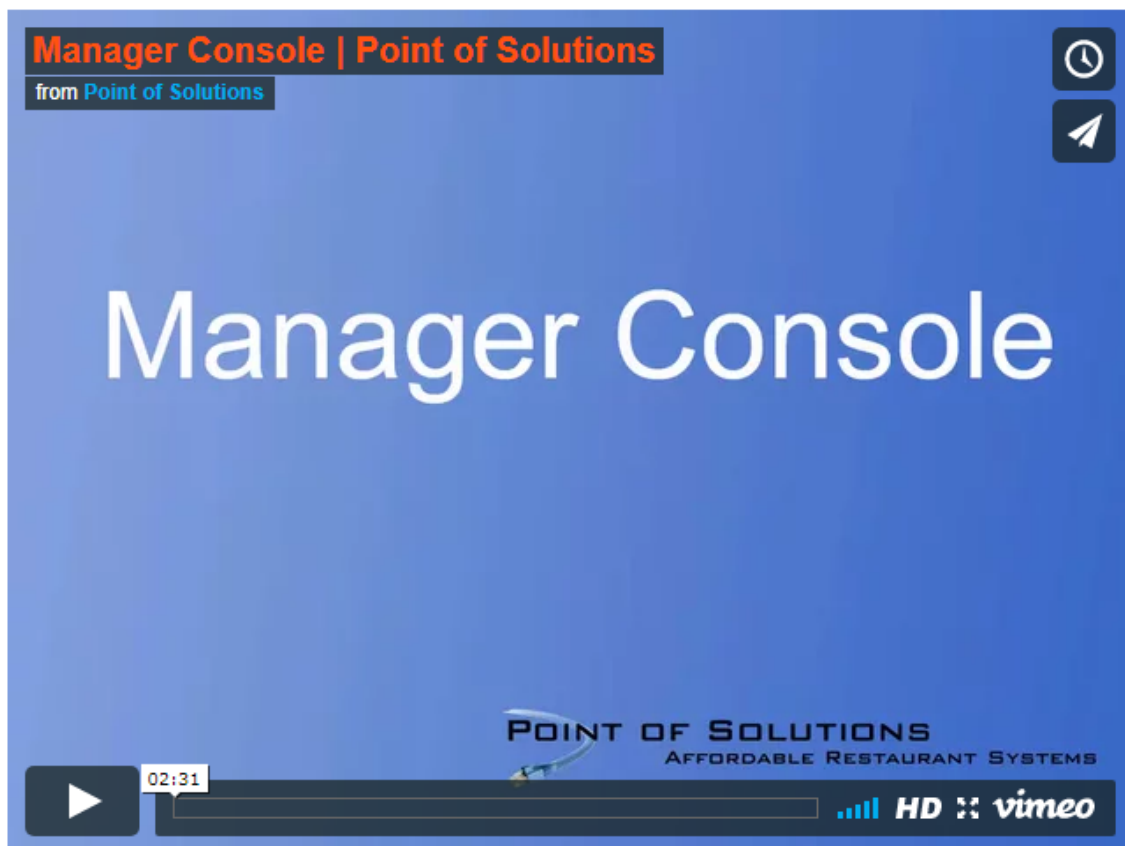 Manager Console | Point of Solutions
from Point of Solutions
Manager Console
Point of Solutions
Affordable Restaurant Systems
02:31
HD vimeo